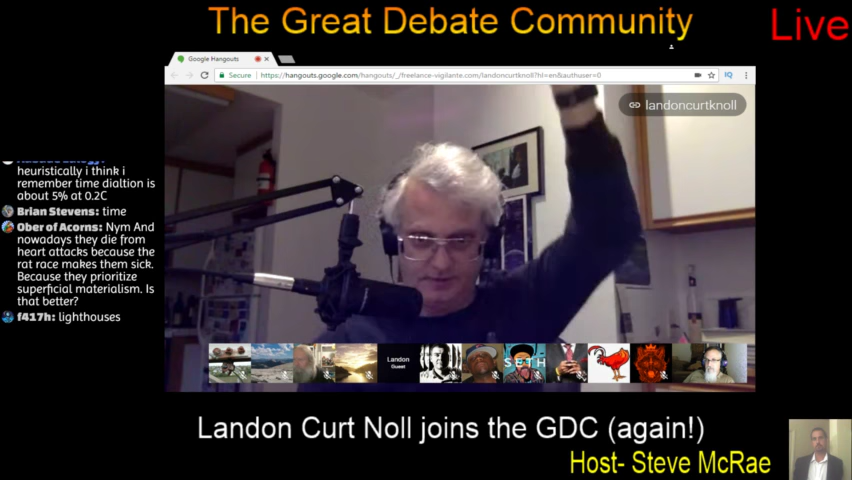 The Great Debate Community
Live
Google Hangouts
Secure
https://hangouts.google.com/hangouts/_/freelance-vigilante.com/landoncurtknoll?hl=en&authuser=0
IQ
landoncurtknoll
heuristically i think i
remember time dialtion is
about 5% at 0.2C
Brian Stevens: time
Ober of Acorns: Nym And
nowadays they die from
heart attacks because the
rat race makes them sick.
Because they prioritize
superficial materialism. Is
that better?
f417h: lighthouses
Landon
Guest
SETH
Landon Curt Noll joins the GDC (again!)
Host- Steve McRae